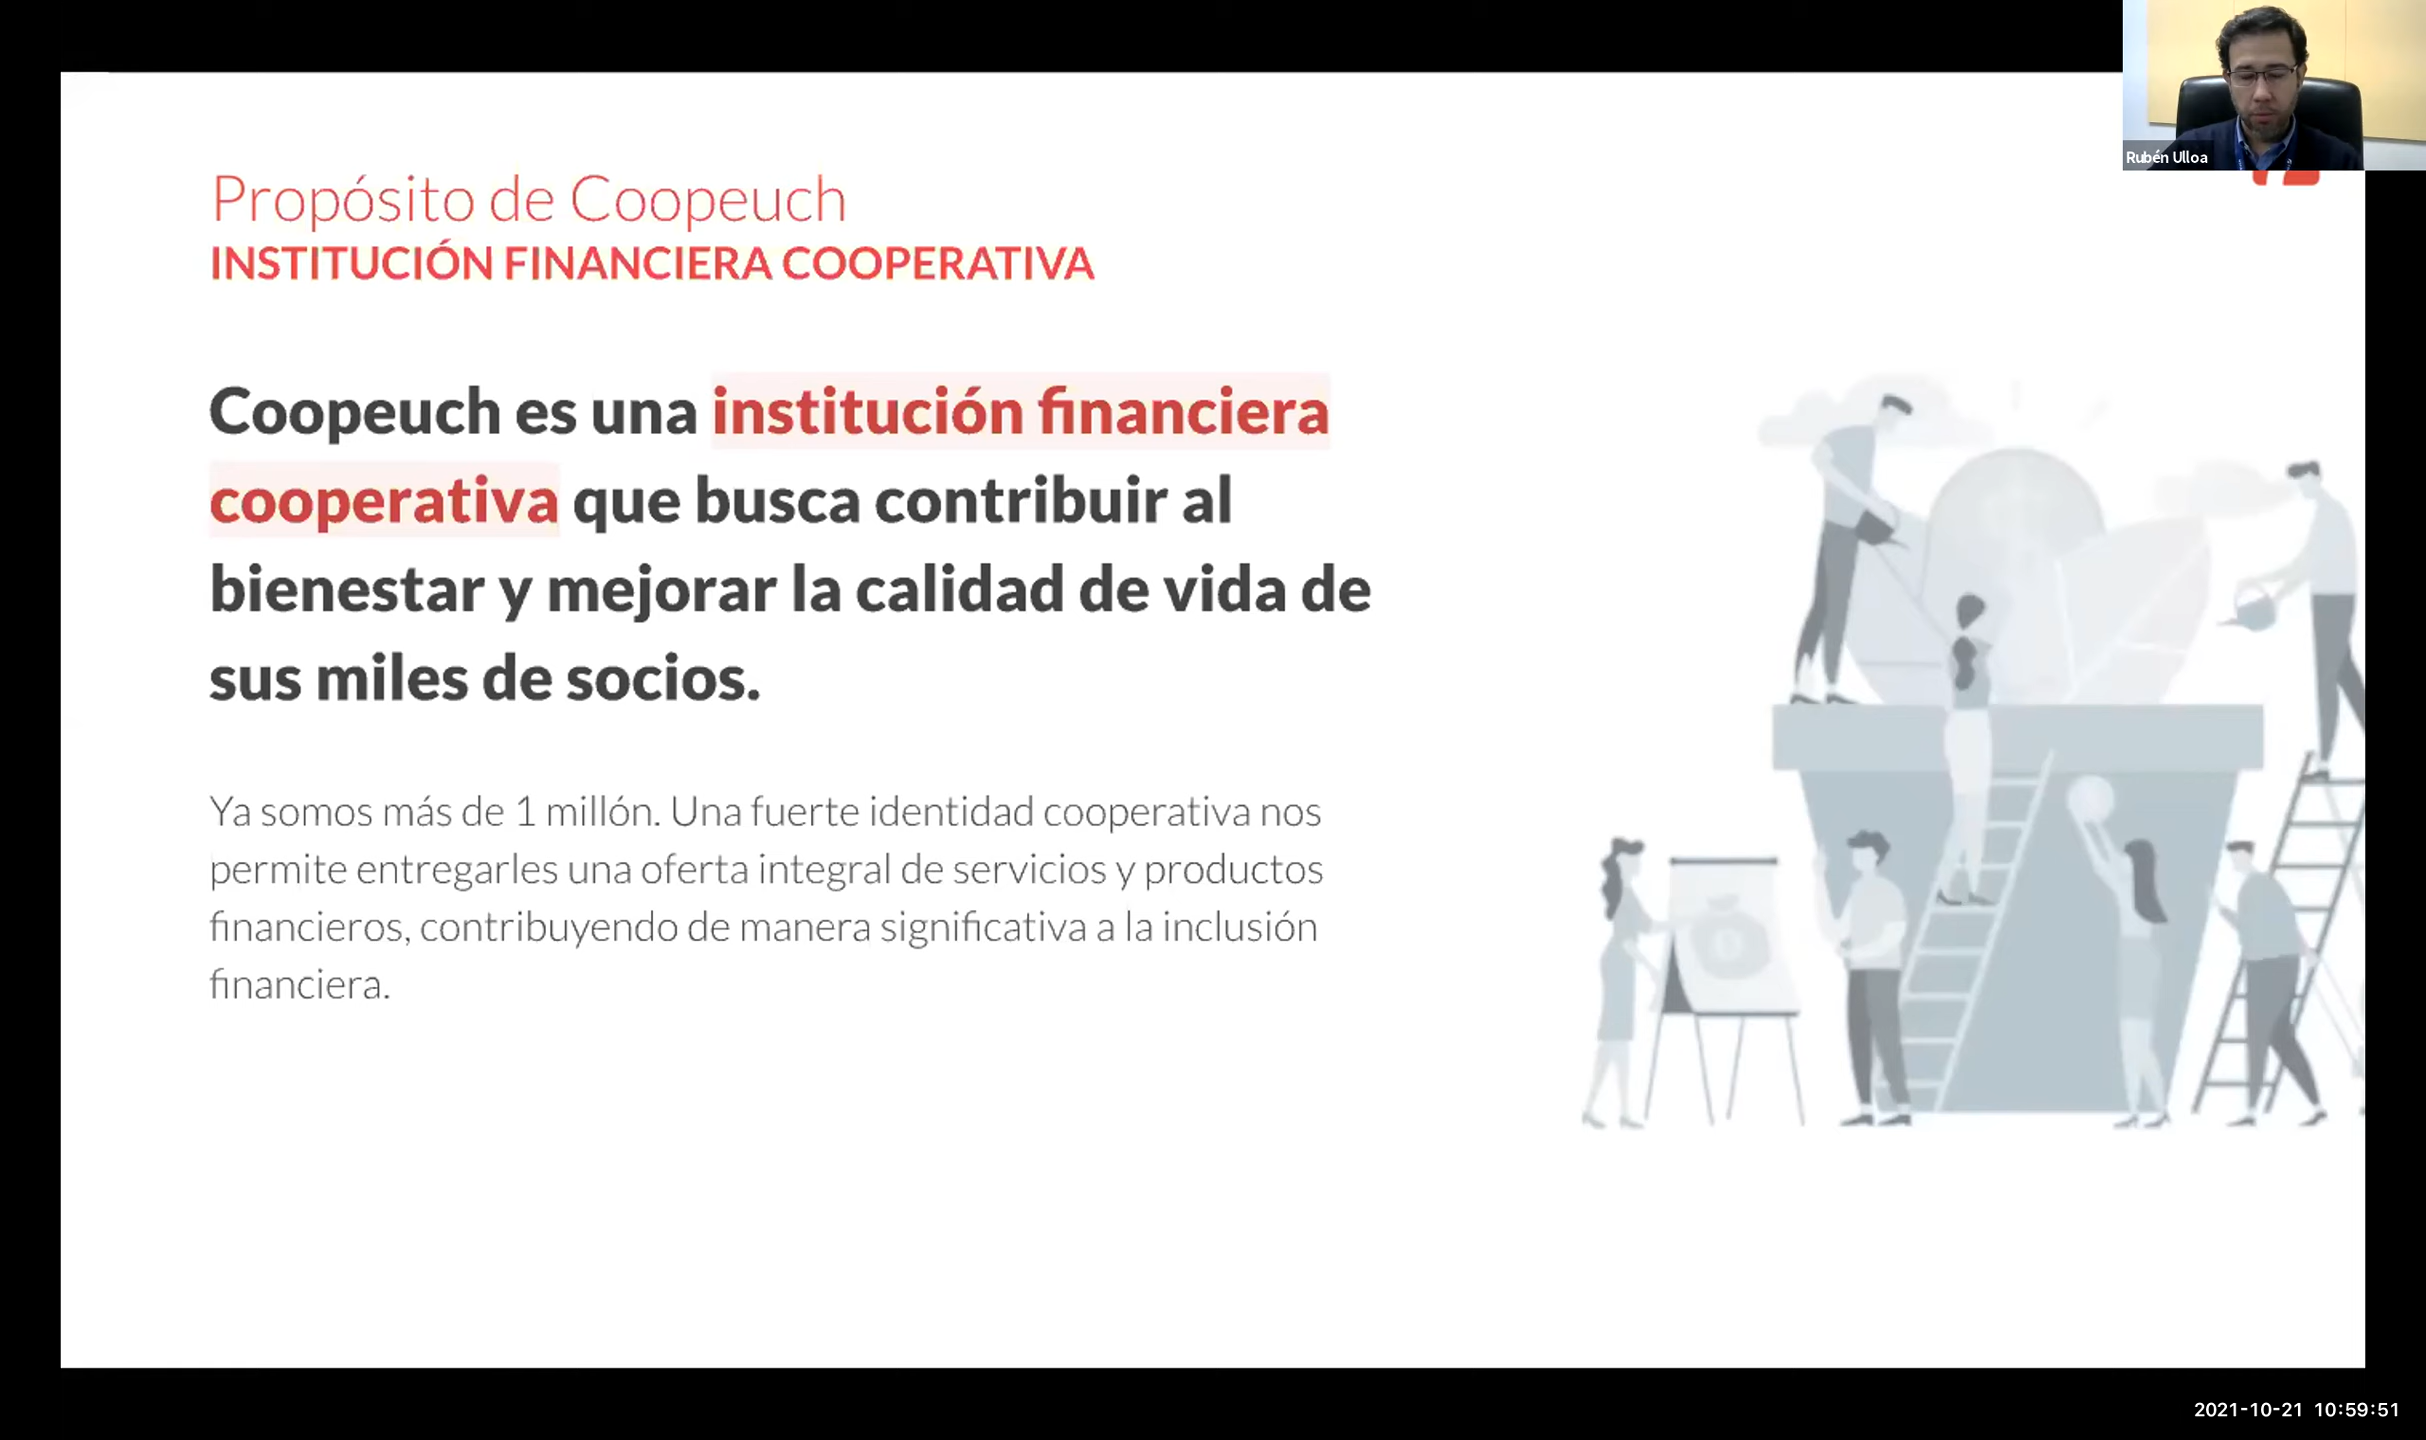 Rubén Ulloa
Propósito de Coopeuch
INSTITUCIÓN FINANCIERA COOPERATIVA
Coopeuch es una institución financiera
cooperativa que busca contribuir al
bienestar y mejorar la calidad de vida de
sus miles de socios.
Ya somos más de 1 millón. Una fuerte identidad cooperativa nos
permite entregarles una oferta integral de servicios y productos
financieros, contribuyendo de manera significativa a la inclusión
financiera.
2021-10-21 10:59:51